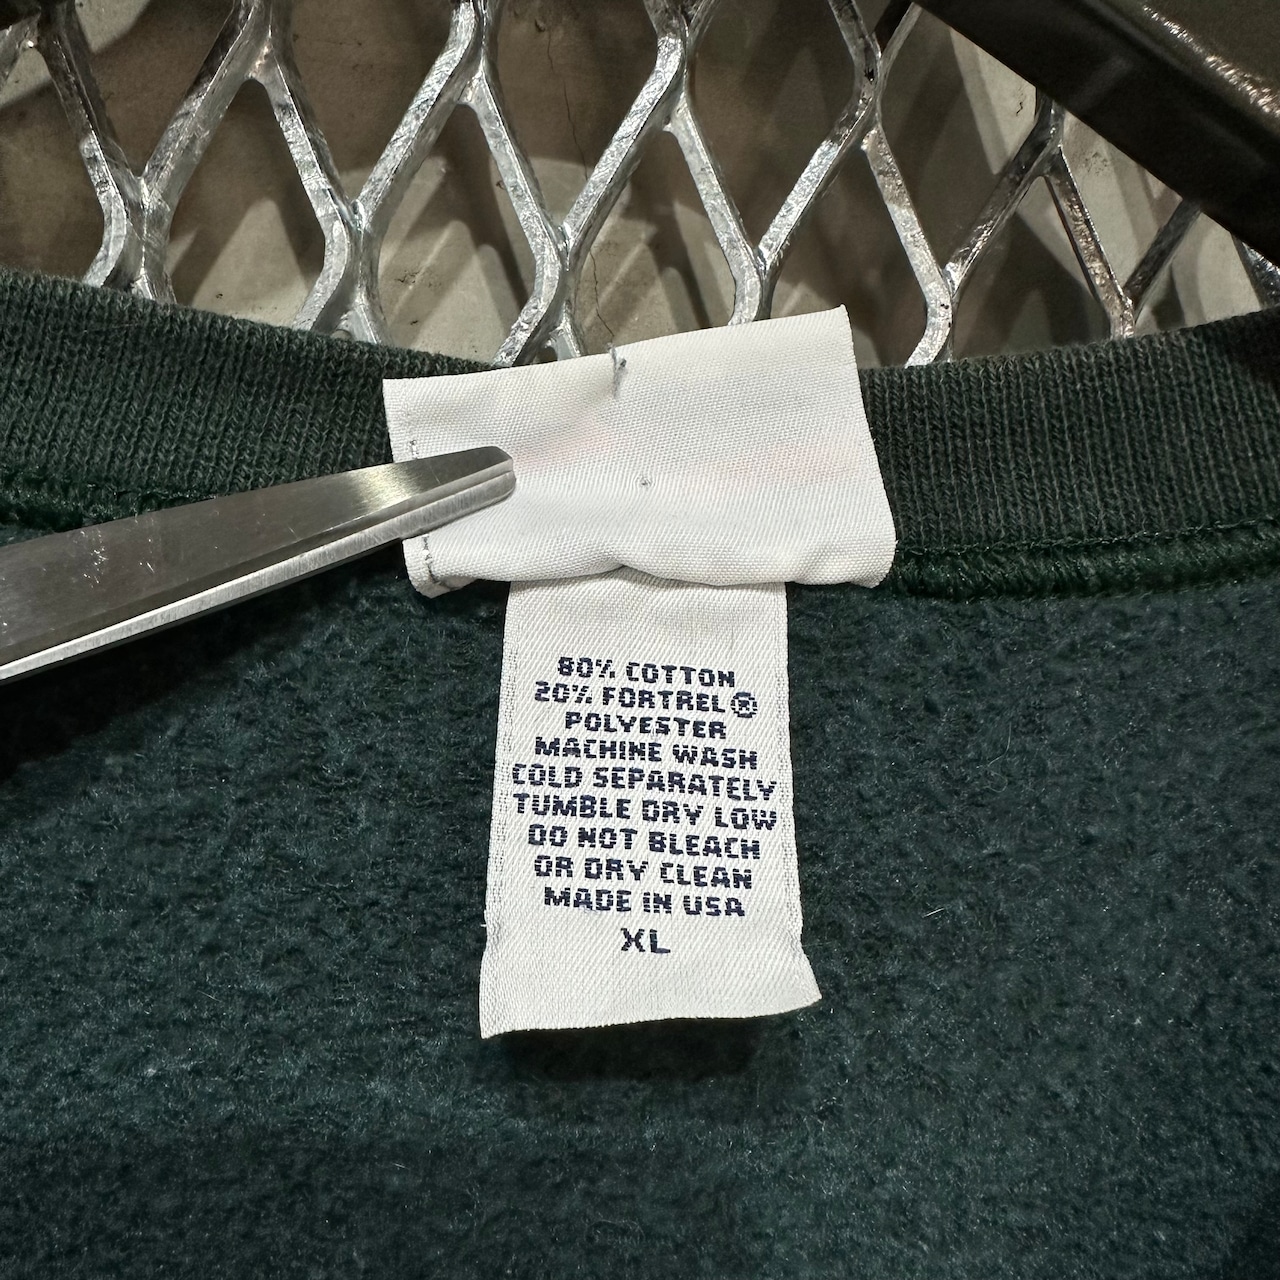 80% COTTON
20% FORTREL®
POLYESTER
MACHINE WASH
COLD SEPARATELY
TUMBLE DRY LOW
DO NOT BLEACH
OR DRY CLEAN
MADE IN USA
XL